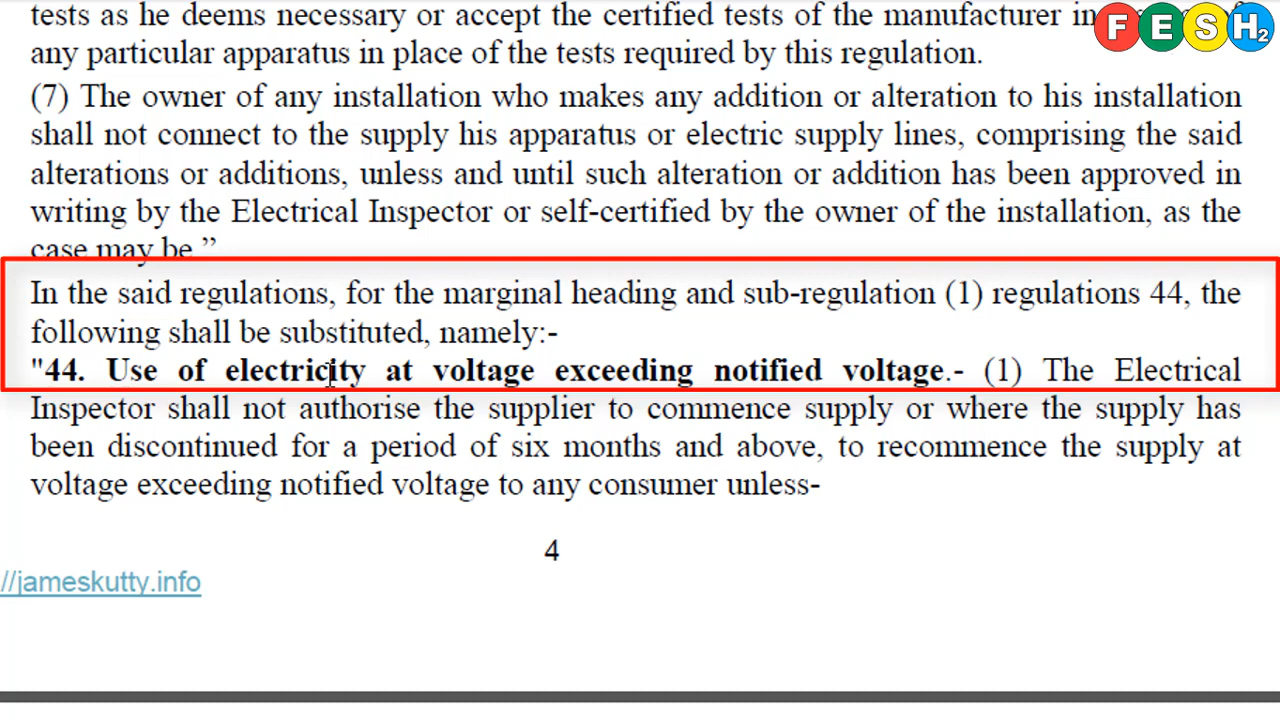 tests as he deems necessary or accept the certified tests of the manufacturer in of
any particular apparatus in place of the tests required by this regulation.
(7) The owner of any installation who makes any addition or alteration to his installation
shall not connect to the supply his apparatus or electric supply lines, comprising the said
alterations or additions, unless and until such alteration or addition has been approved in
writing by the Electrical Inspector or self-certified by the owner of the installation, as the
case may be.”
In the said regulations, for the marginal heading and sub-regulation (1) regulations 44, the
following shall be substituted, namely:-
"44. Use of electricity at voltage exceeding notified voltage.- (1) The Electrical
Inspector shall not authorise the supplier to commence supply or where the supply has
been discontinued for a period of six months and above, to recommence the supply at
voltage exceeding notified voltage to any consumer unless-
4
//jameskutty.info
FESH2